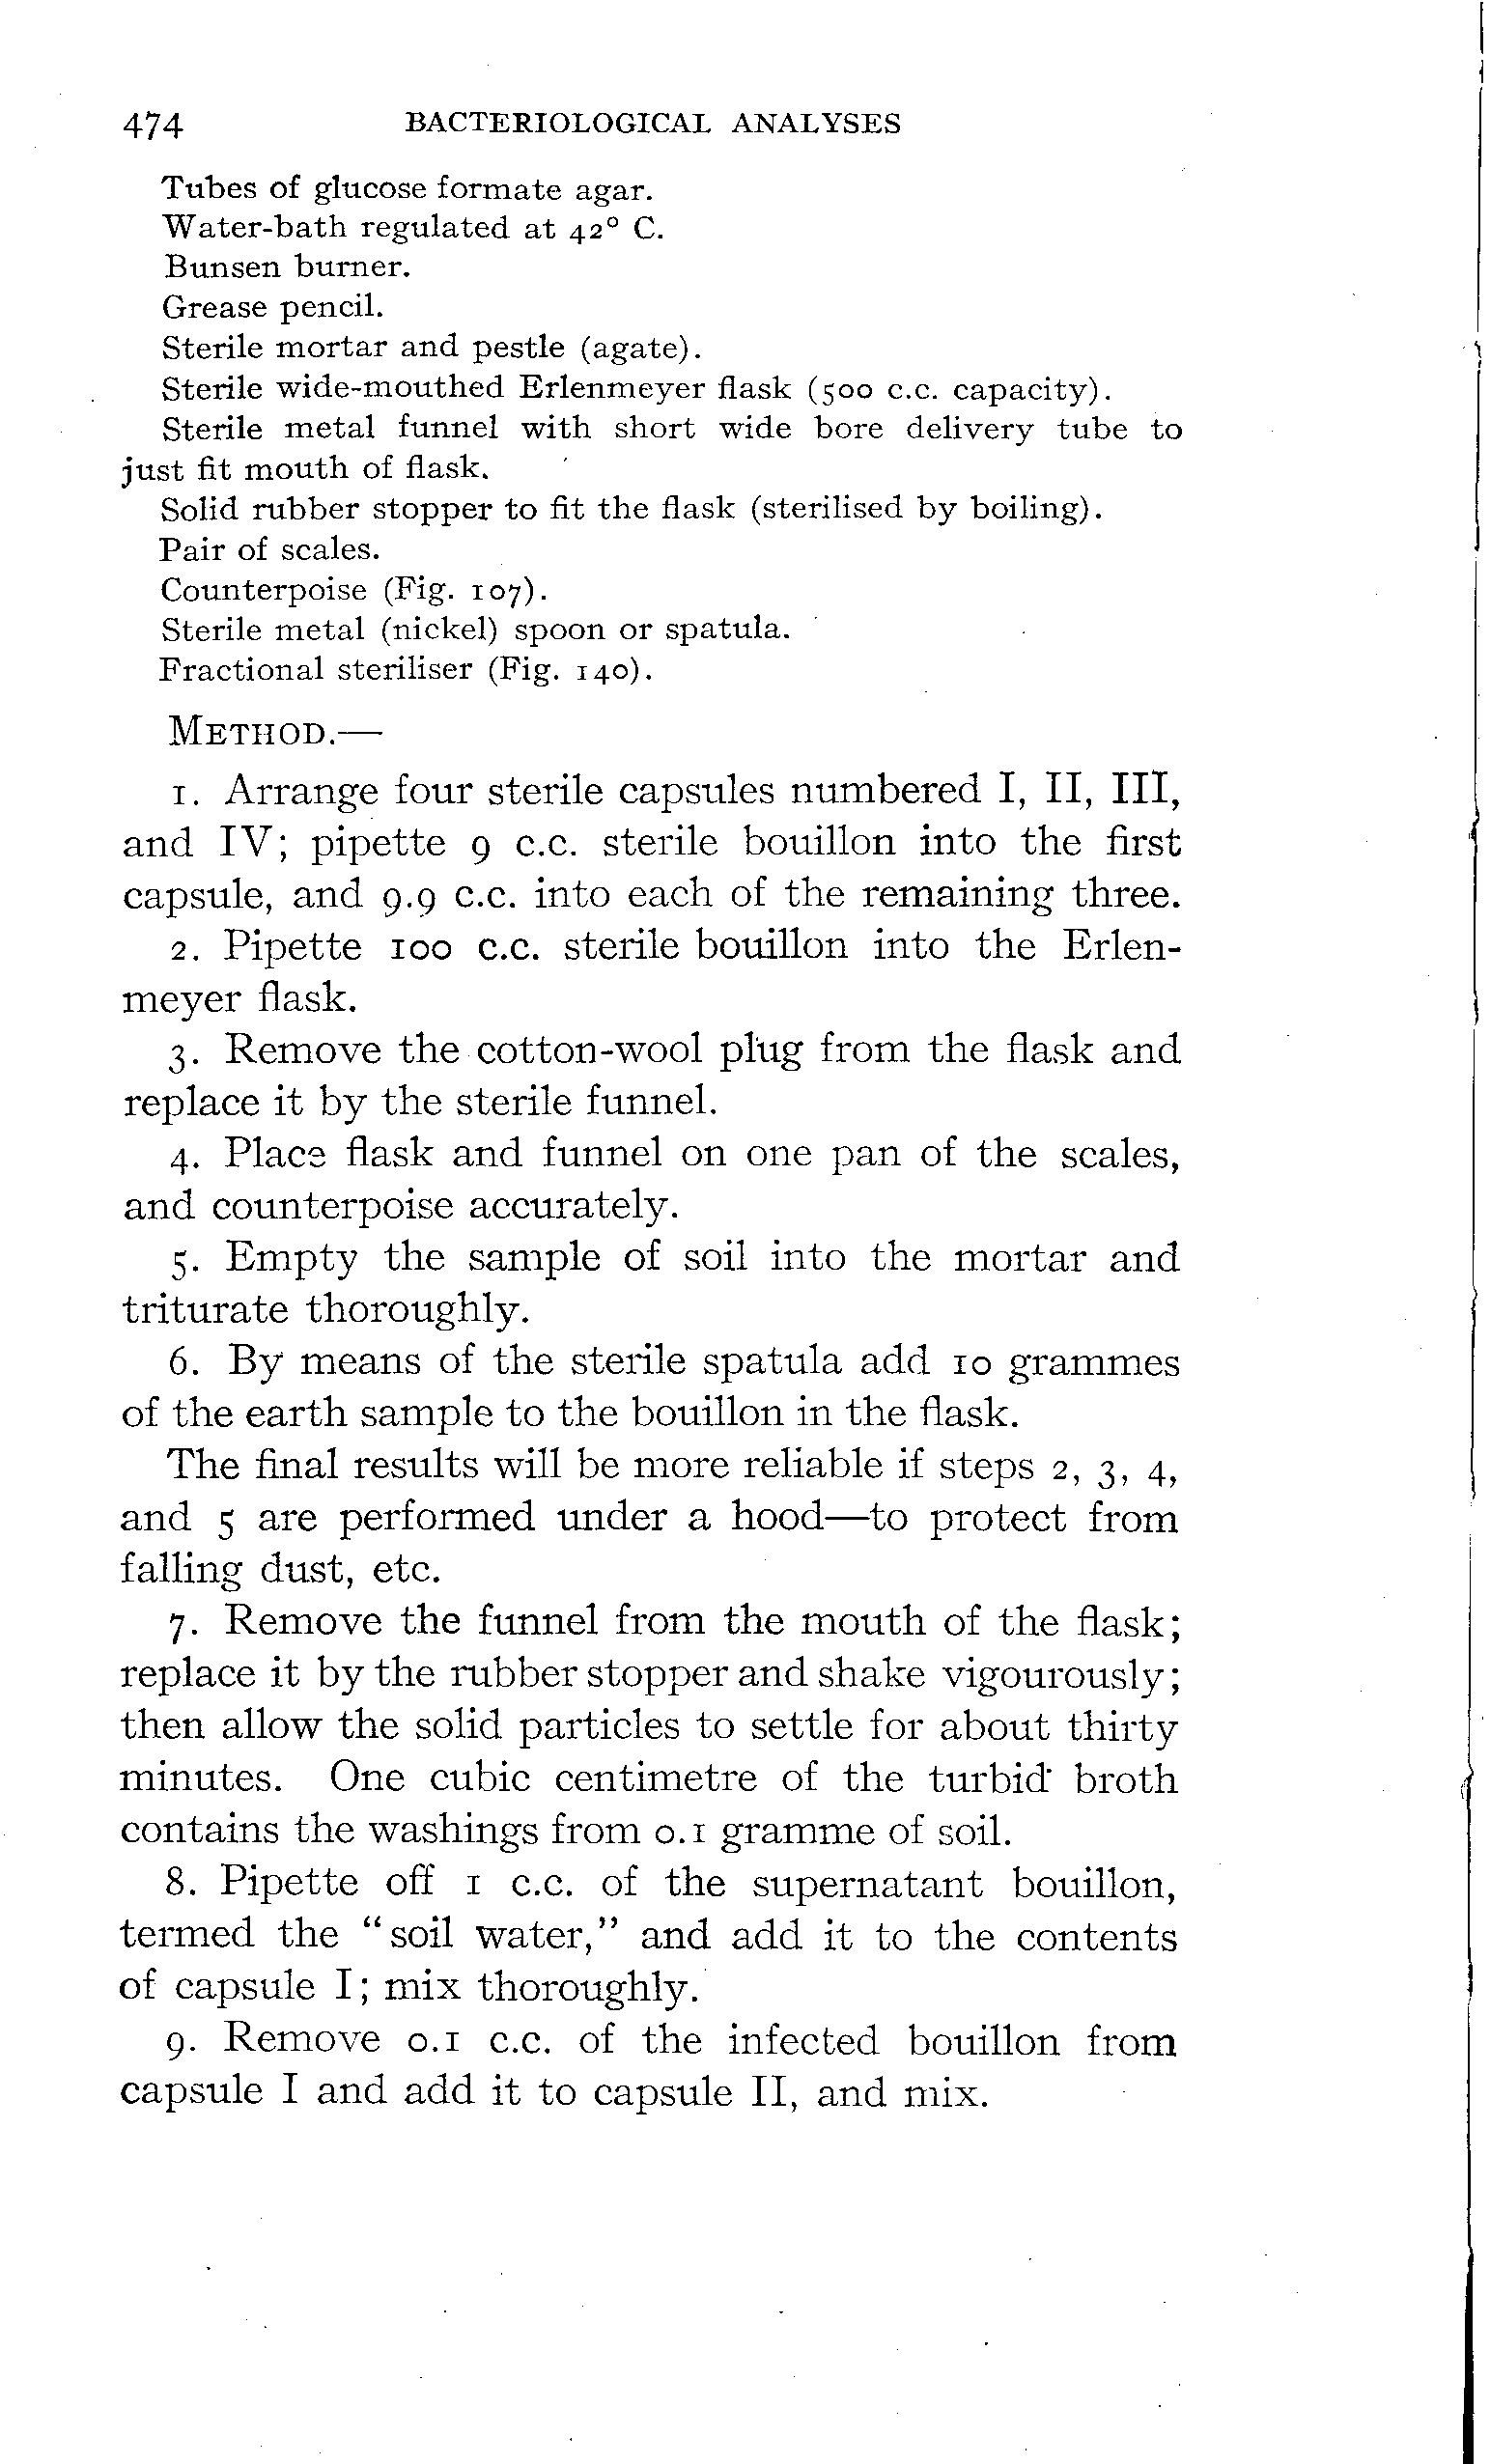 474 BACTERIOLOGICAL ANALYSES
Tubes of glucose formate agar.
Water-bath regulated at 42° C.
Bunsen burner.
Grease pencil.
Sterile mortar and pestle (agate).
Sterile wide-mouthed Erlenmeyer flask (500 c.c. capacity).
Sterile metal funnel with short wide bore delivery tube to
just fit mouth of flask.
Solid rubber stopper to fit the flask (sterilised by boiling).
Pair of scales.
Counterpoise (Fig. 107).
Sterile metal (nickel) spoon or spatula.
Fractional steriliser (Fig. 140).
METHOD.—
1. Arrange four sterile capsules numbered I, II, III,
and IV; pipette 9 c.c. sterile bouillon into the first
capsule, and 9.9 c.c. into each of the remaining three.
2. Pipette 100 c.c. sterile bouillon into the Erlen-
meyer flask.
3. Remove the cotton-wool plug from the flask and
replace it by the sterile funnel.
4. Place flask and funnel on one pan of the scales,
and counterpoise accurately.
5. Empty the sample of soil into the mortar and
triturate thoroughly.
6. By means of the sterile spatula add 10 grammes
of the earth sample to the bouillon in the flask.
The final results will be more reliable if steps 2, 3, 4,
and 5 are performed under a hood—to protect from
falling dust, etc.
7. Remove the funnel from the mouth of the flask;
replace it by the rubber stopper and shake vigourously;
then allow the solid particles to settle for about thirty
minutes. One cubic centimetre of the turbid broth
contains the washings from 0.1 gramme of soil.
8. Pipette off 1 c.c. of the supernatant bouillon,
termed the "soil water," and add it to the contents
of capsule I; mix thoroughly.
9. Remove 0.1 c.c. of the infected bouillon from
capsule I and add it to capsule II, and mix.